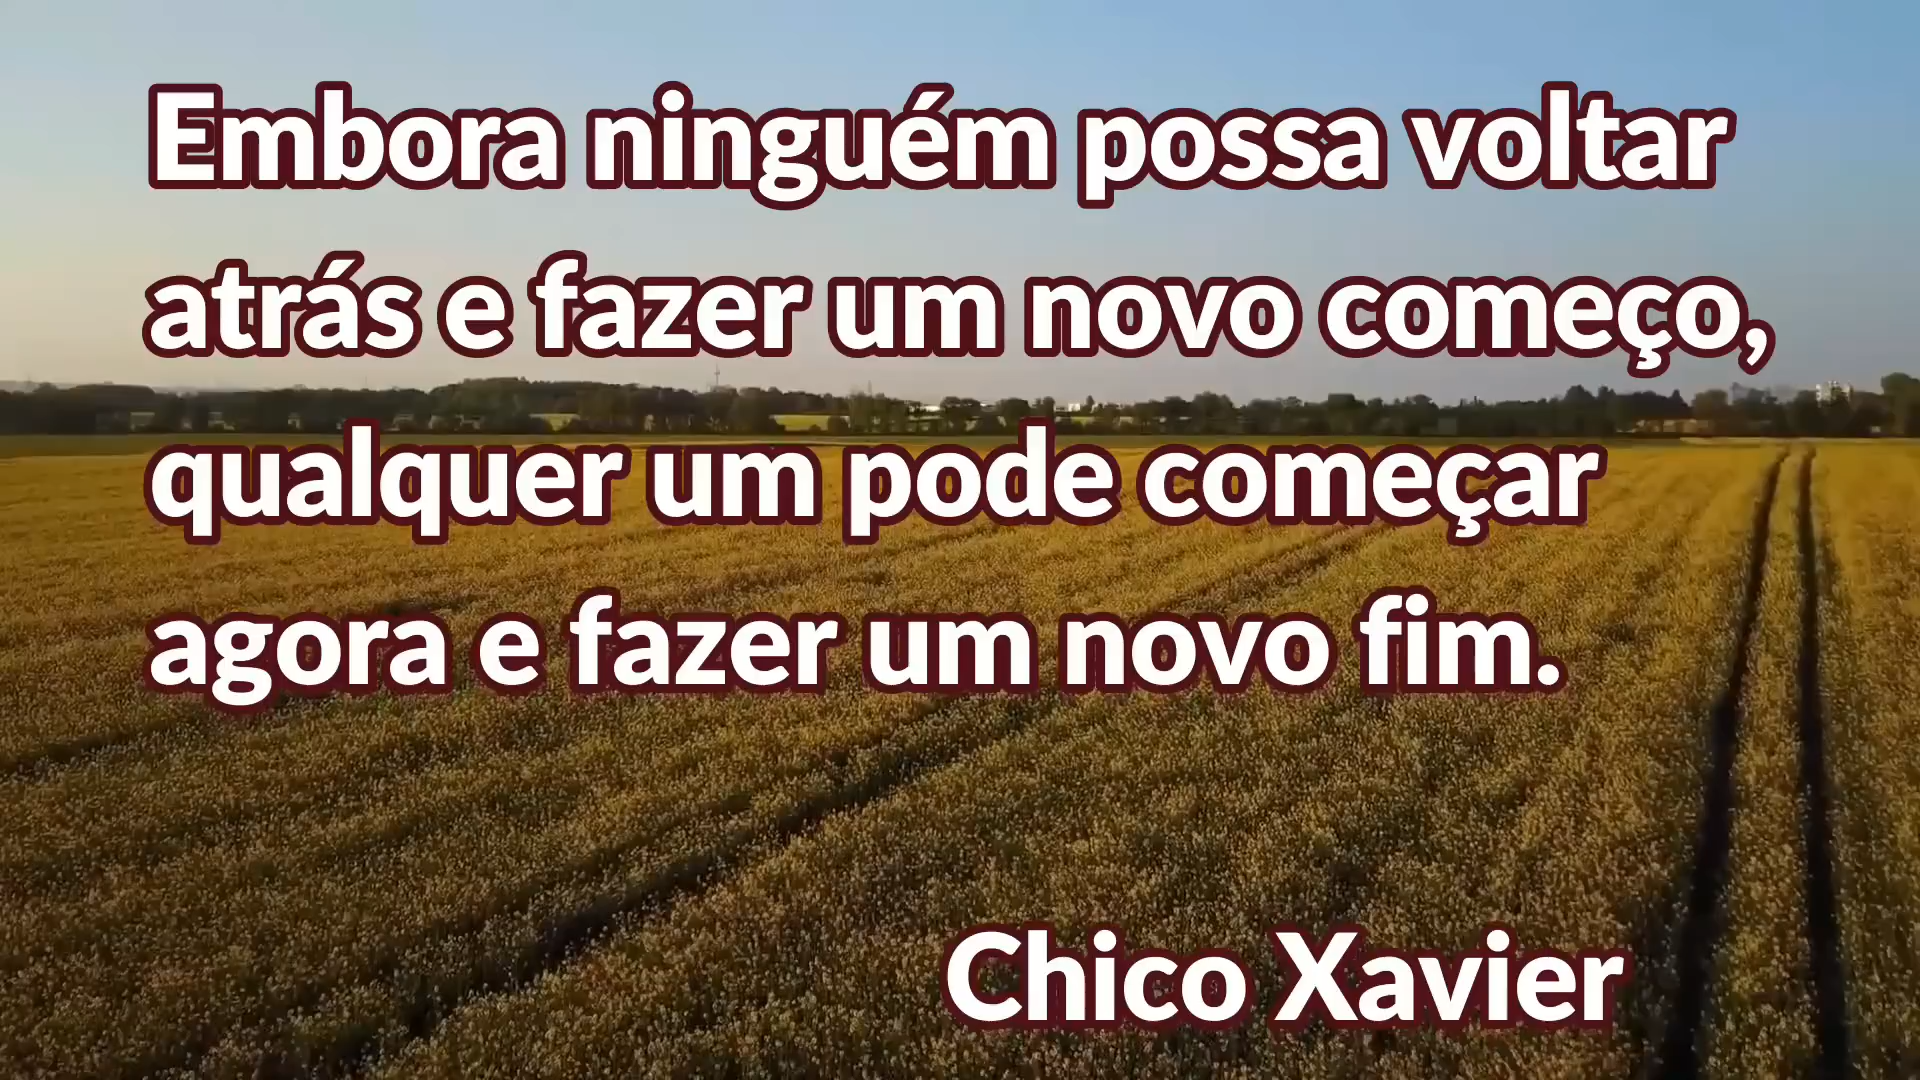 Embora ninguém possa voltar
atrás e fazer um novo começo,
qualquer um pode começar
agora e fazer um novo fim.
Chico Xavier